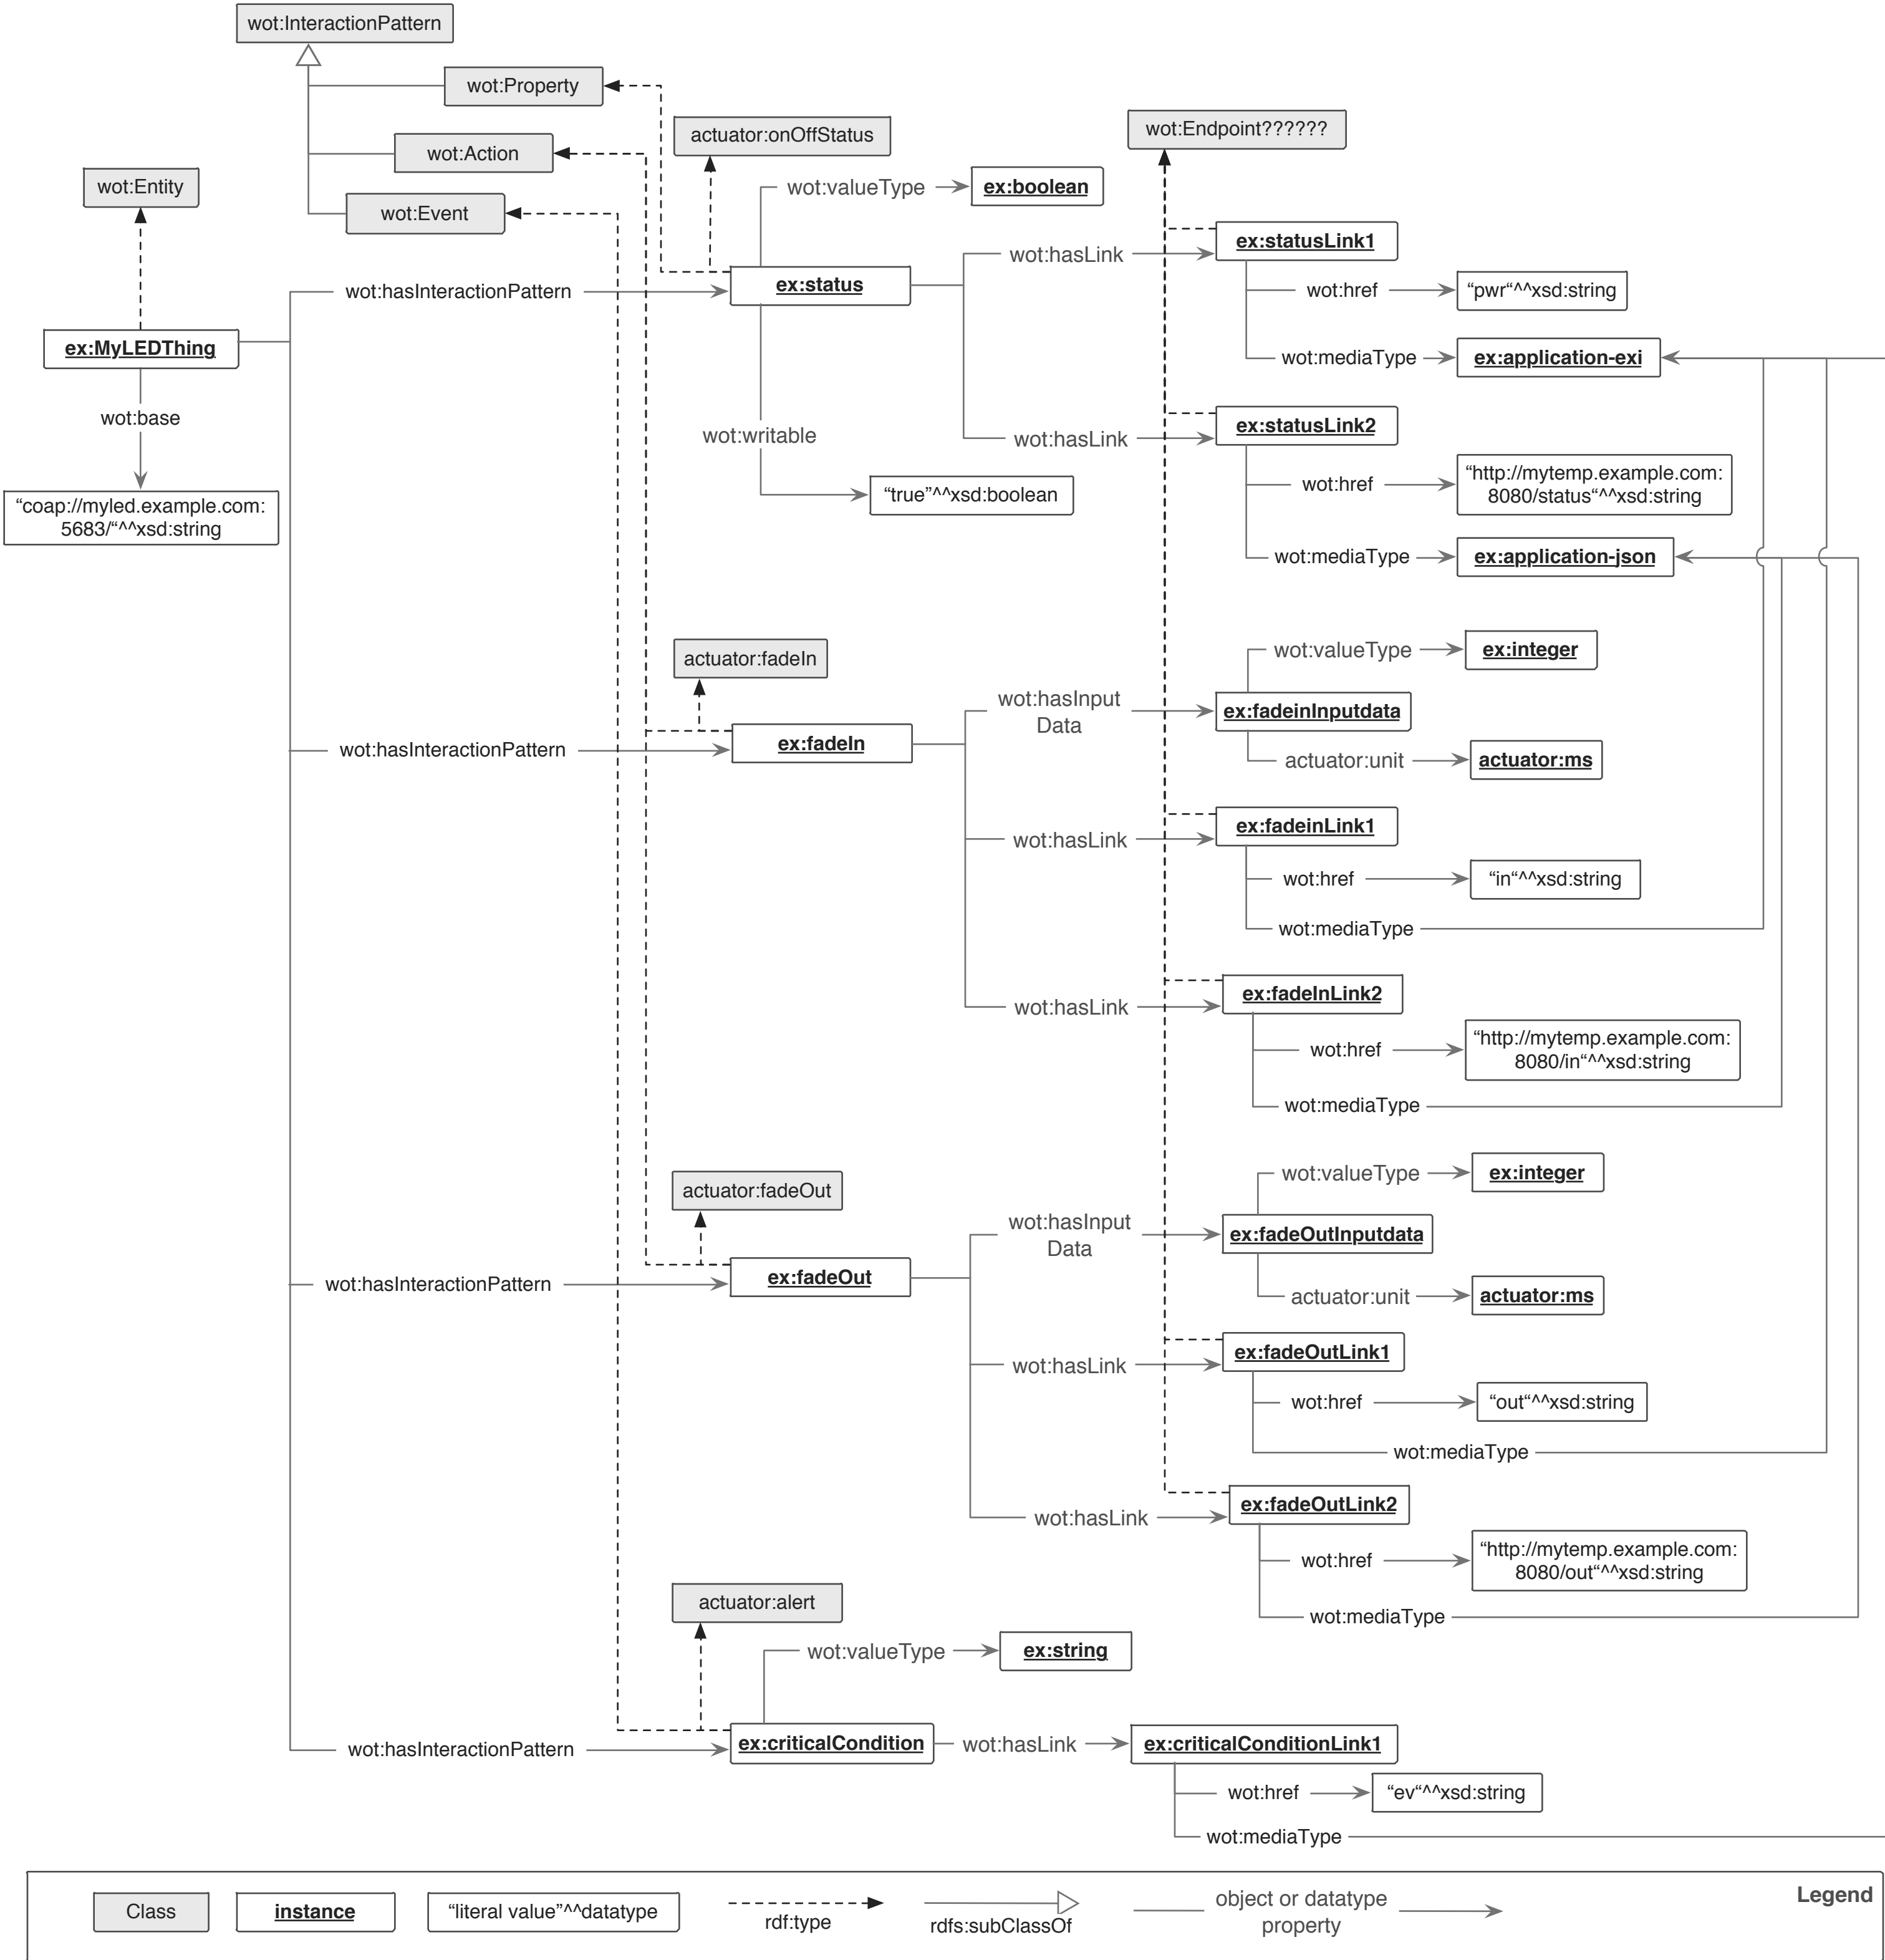 wot:InteractionPattern
wot:Property
wot:Action
wot:Event
wot:Entity
actuator:onOffStatus
wot:Endpoint??????
wot:valueType
ex:boolean
ex:statusLink1
wot:hasLink
wot:hasInteractionPattern
ex:status
wot:href
“pwr“^^xsd:string
ex:MyLEDThing
wot:mediaType
ex:application-exi
wot:base
ex:statusLink2
wot:writable
wot:hasLink
“coap://myled.example.com:
5683/“^^xsd:string
“true”^^xsd:boolean
wot:href
“http://mytemp.example.com:
8080/status“^^xsd:string
wot:mediaType
ex:application-json
actuator:fadeIn
wot:valueType
ex:integer
wot:hasInput
Data
ex:fadeinInputdata
wot:hasInteractionPattern
ex:fadeIn
actuator:unit
actuator:ms
wot:hasLink
ex:fadeinLink1
wot:href
“in“^^xsd:string
wot:mediaType
wot:hasLink
ex:fadeInLink2
wot:href
“http://mytemp.example.com:
8080/in“^^xsd:string
wot:mediaType
actuator:fadeOut
wot:valueType
ex:integer
wot:hasInput
Data
ex:fadeOutInputdata
wot:hasInteractionPattern
ex:fadeOut
actuator:unit
actuator:ms
wot:hasLink
ex:fadeOutLink1
wot:href
“out“^^xsd:string
wot:mediaType
wot:hasLink
ex:fadeOutLink2
wot:href
“http://mytemp.example.com:
8080/out“^^xsd:string
wot:mediaType
actuator:alert
wot:valueType
ex:string
wot:hasInteractionPattern
ex:criticalCondition
wot:hasLink
ex:criticalConditionLink1
wot:href
“ev“^^xsd:string
wot:mediaType
Legend
Class
instance
“literal value”^^datatype
rdf:type
rdfs:subClassOf
object or datatype
property